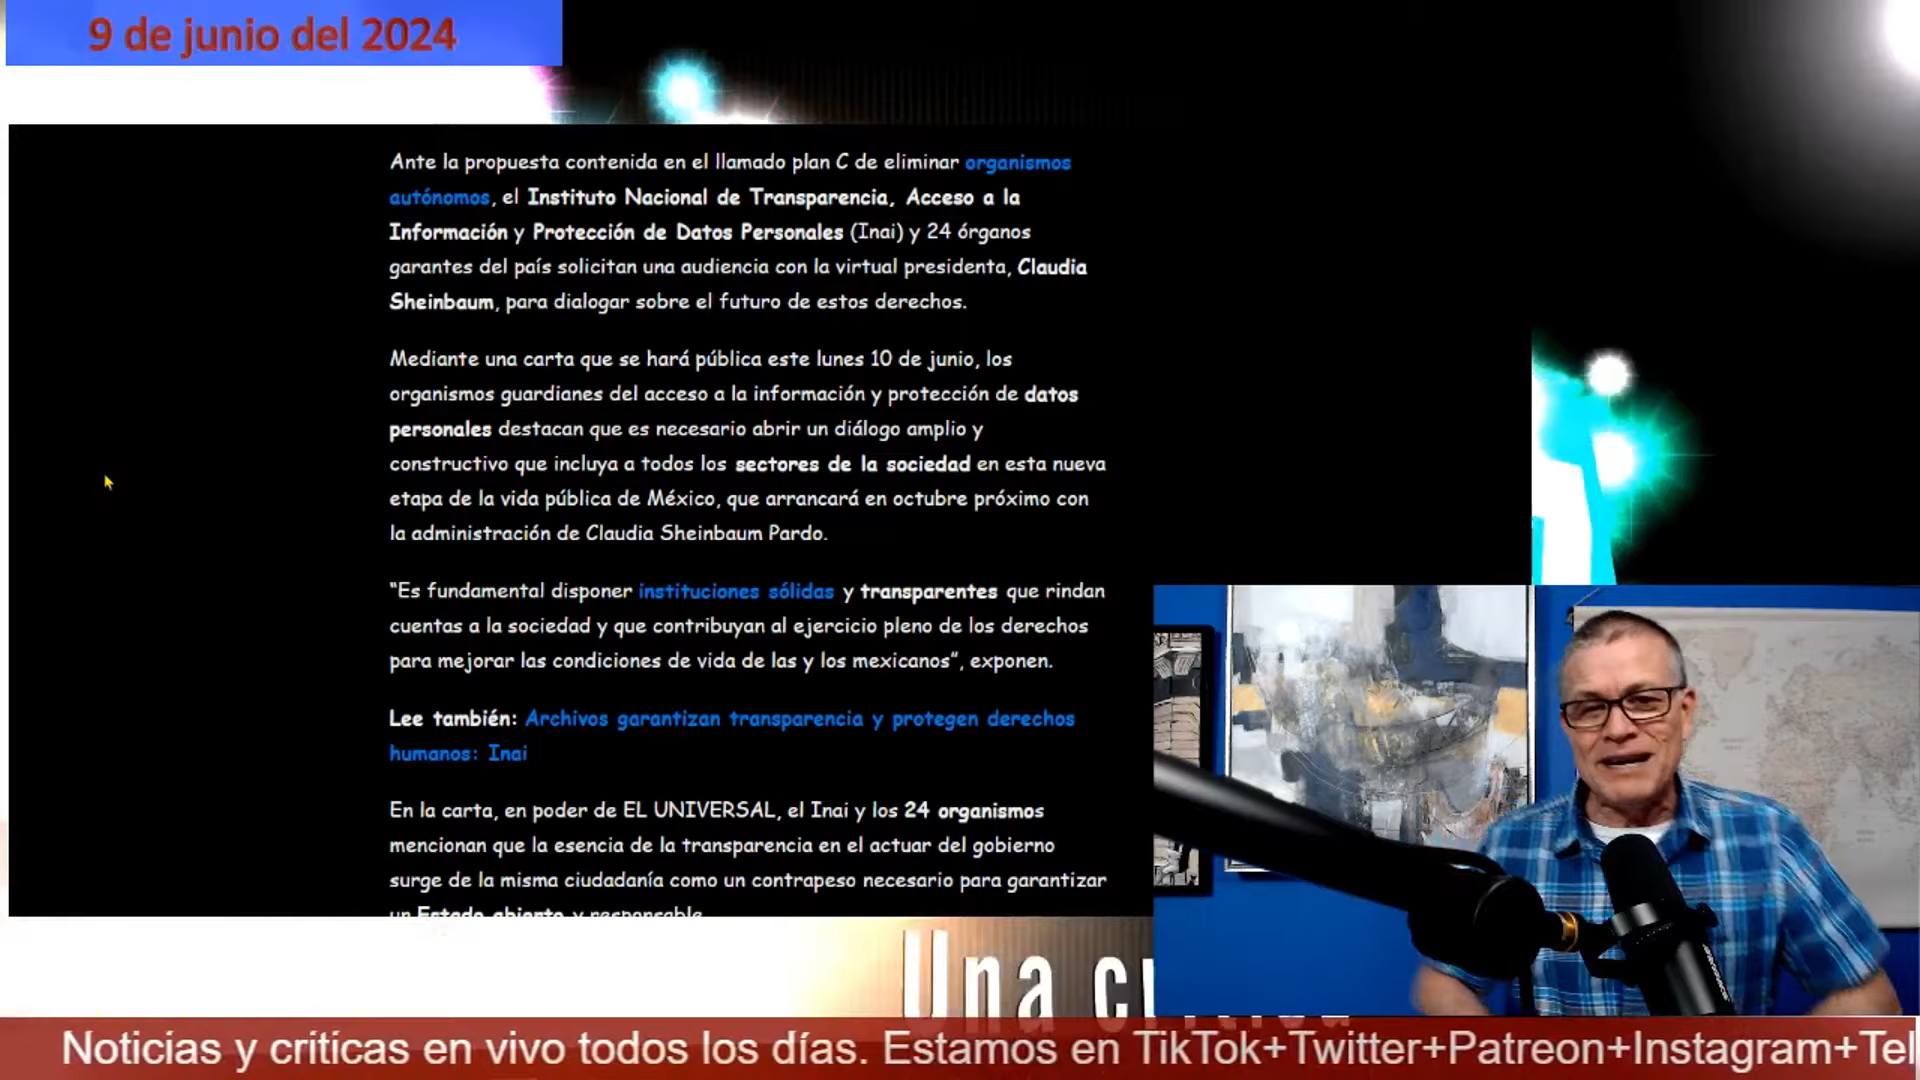 9 de junio del 2024
Ante la propuesta contenida en el llamado plan C de eliminar organismos
autónomos, el Instituto Nacional de Transparencia, Acceso a la
Información y Protección de Datos Personales (Inai) y 24 órganos
garantes del país solicitan una audiencia con la virtual presidenta, Claudia
Sheinbaum, para dialogar sobre el futuro de estos derechos.
Mediante una carta que se hará pública este lunes 10 de junio, los
organismos guardianes del acceso a la información y protección de datos
personales destacan que es necesario abrir un diálogo amplio y
constructivo que incluya a todos los sectores de la sociedad en esta nueva
etapa de la vida pública de México, que arrancará en octubre próximo con
la administración de Claudia Sheinbaum Pardo.
“Es fundamental disponer instituciones sólidas y transparentes que rindan
cuentas a la sociedad y que contribuyan al ejercicio pleno de los derechos
para mejorar las condiciones de vida de las y los mexicanos”, exponen.
Lee también: Archivos garantizan transparencia y protegen derechos
humanos: Inai
En la carta, en poder de EL UNIVERSAL, el Inai y los 24 organismos
mencionan que la esencia de la transparencia en el actuar del gobierno
surge de la misma ciudadanía como un contrapeso necesario para garantizar
un Estado abierto y responsable.
Una
Noticias y criticas en vivo todos los días. Estamos en TikTok+Twitter+Patreon+Instagram+Tel